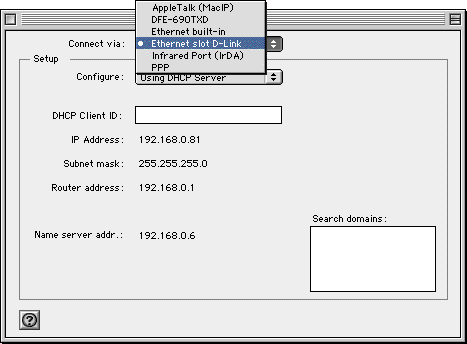 AppleTalk (MacIP)
DFE-690TXD
Ethernet built-in
Connect via: Ethernet slot D-Link
Infrared Port (IrDA)
PPP
Setup
Configure: Using DHCP Server
DHCP Client ID:
IP Address: 192.168.0.81
Subnet mask: 255.255.255.0
Router address: 192.168.0.1
Search domains:
Name server addr.: 192.168.0.6
?